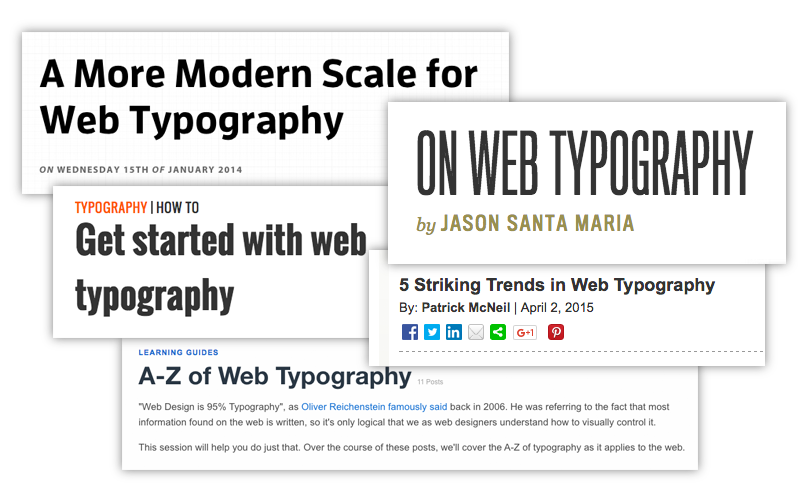 A More Modern Scale for
Web Typography
ON WEDNESDAY 15TH OF JANUARY 2014
ON WEB TYPOGRAPHY
by JASON SANTA MARIA
TYPOGRAPHY | HOW TO
Get started with web
typography
5 Striking Trends in Web Typography
By: Patrick McNeil | April 2, 2015
f in G+1
LEARNING GUIDES
A-Z of Web Typography 11 Posts
"Web Design is 95% Typography", as Oliver Reichenstein famously said back in 2006. He was referring to the fact that most
information found on the web is written, so it's only logical that we as web designers understand how to visually control it.
This session will help you do just that. Over the course of these posts, we'll cover the A-Z of typography as it applies to the web.